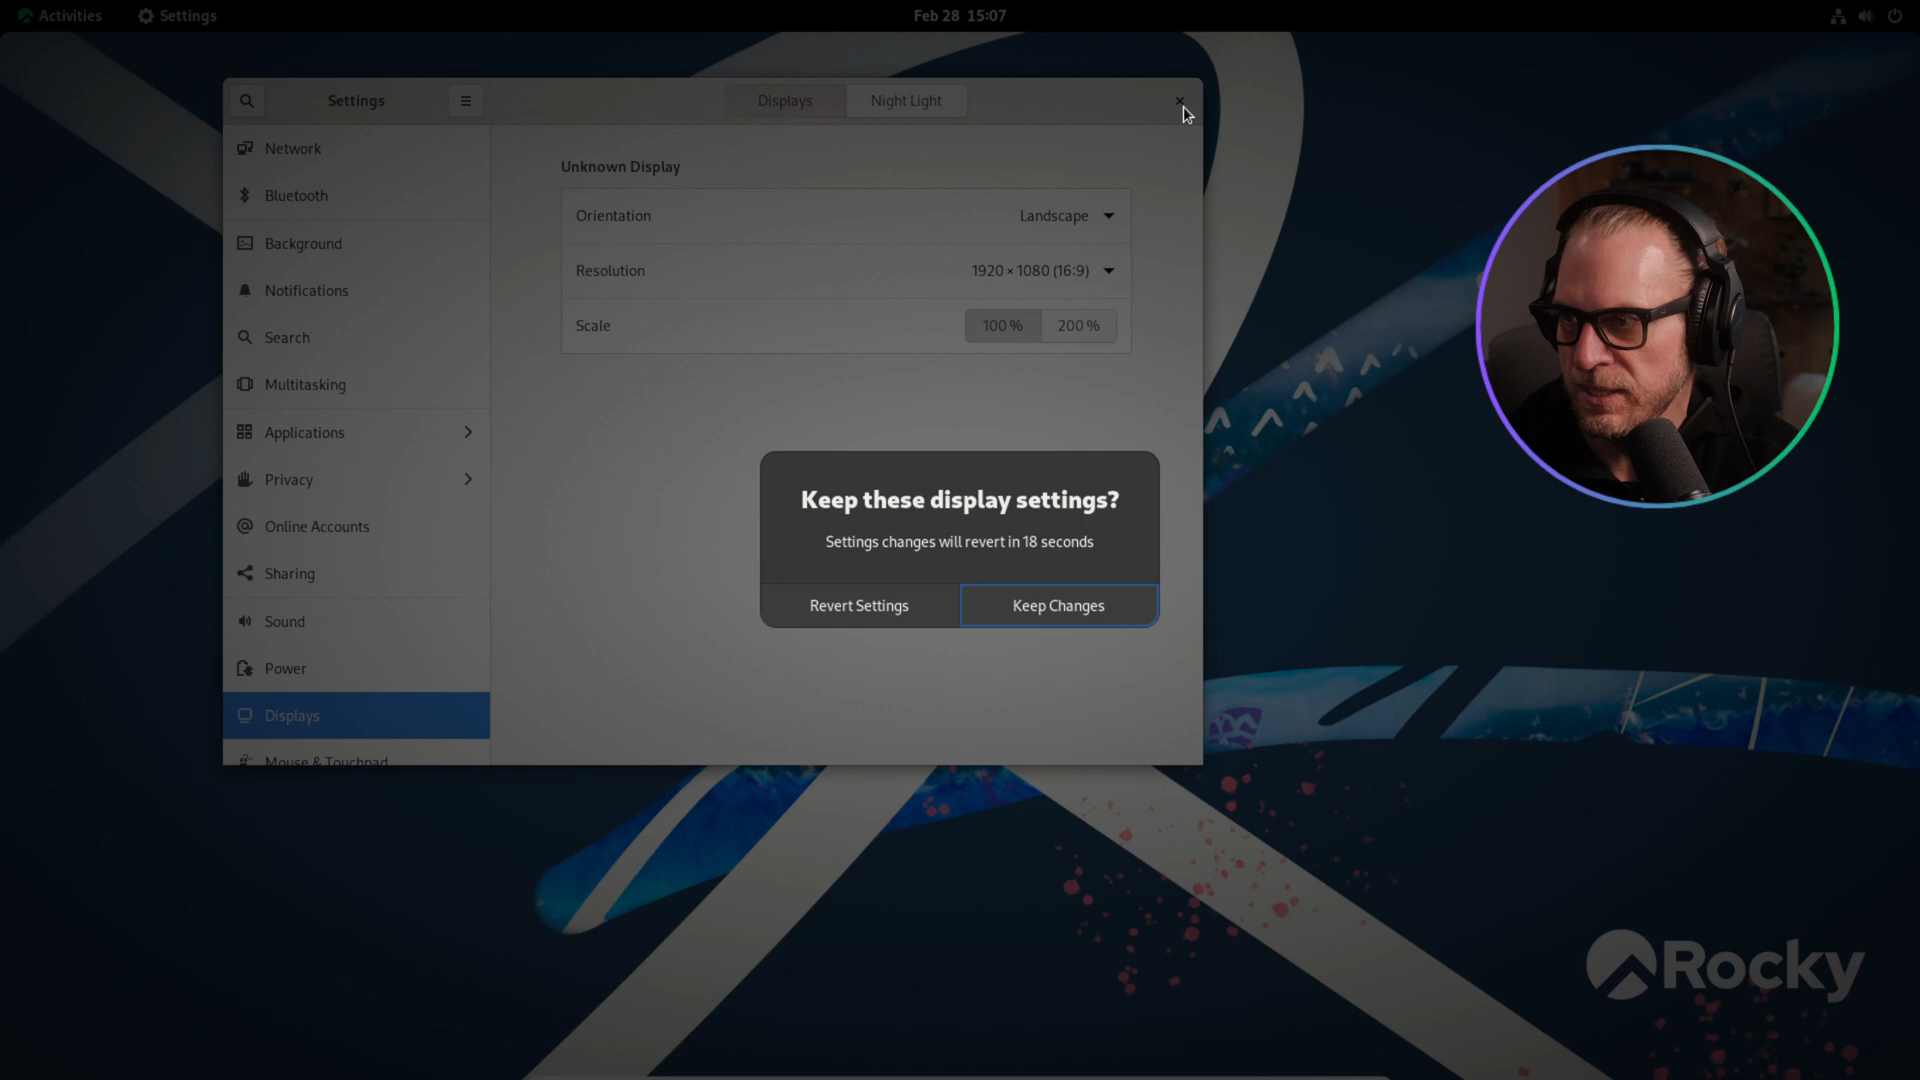 Activities
Settings
Feb 28 15:07
Settings
Displays
Night Light
Network
Bluetooth
Background
Notifications
Search
Multitasking
Applications
Privacy
Online Accounts
Sharing
Sound
Power
Displays
Mouse & Touchpad
Unknown Display
Orientation
Landscape
Resolution
1920 × 1080 (16:9)
Scale
100 %
200 %
Keep these display settings?
Settings changes will revert in 18 seconds
Revert Settings
Keep Changes
Rocky